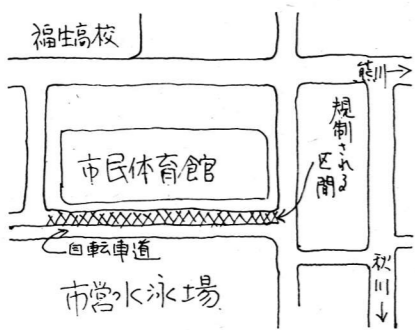 福生高校
熊川→
規制される
区間
市民体育館
自転車道
市営水泳場
秋川